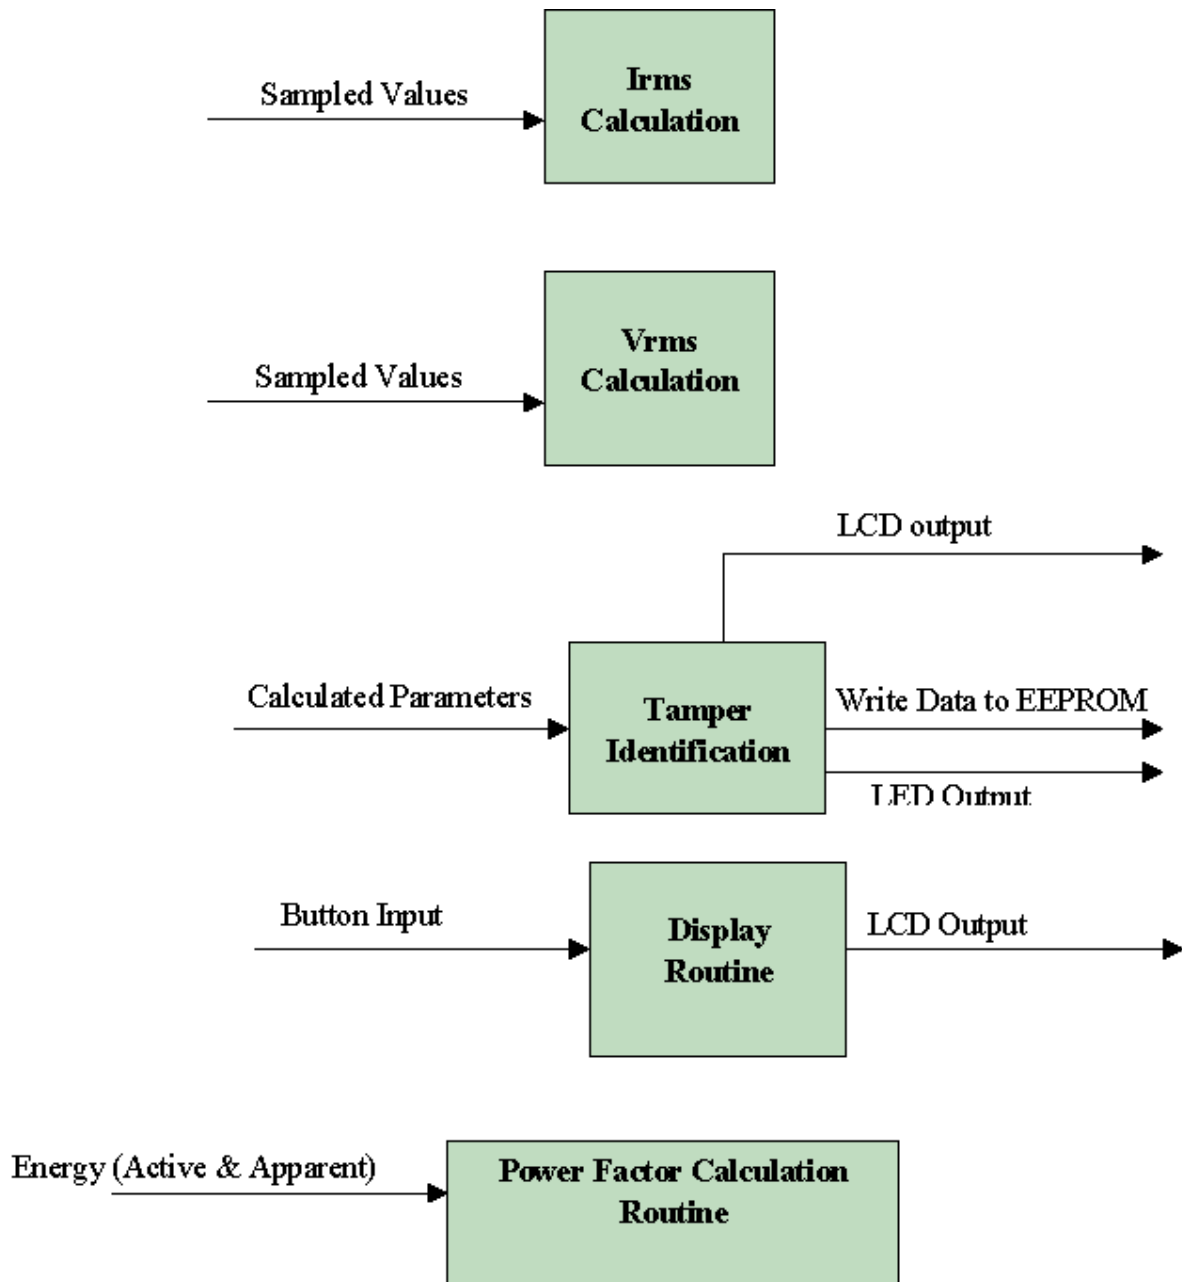 Sampled Values
Irms
Calculation
Sampled Values
Vrms
Calculation
LCD output
Calculated Parameters
Tamper
Identification
Write Data to EEPROM
LED Output
Button Input
Display
Routine
LCD Output
Energy (Active & Apparent)
Power Factor Calculation
Routine